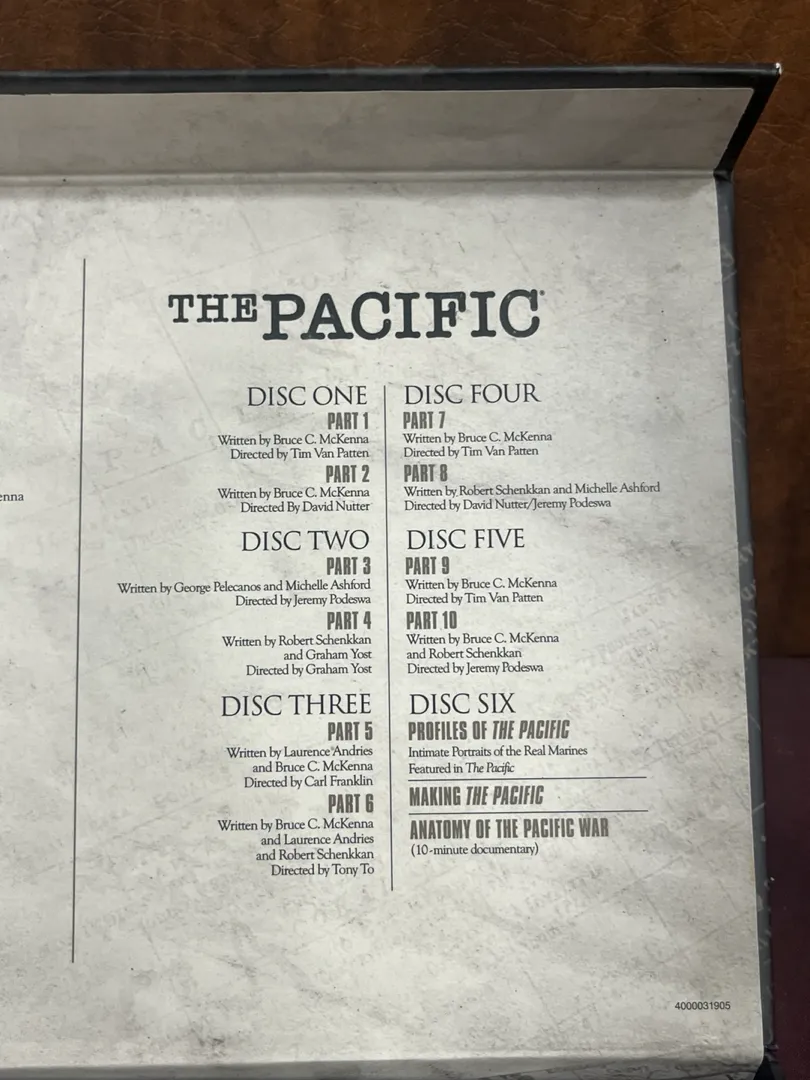 enna
THE PACIFIC
DISC ONE
PART 1
Written by Bruce C. McKenna
Directed by Tim Van Patten
PART 2
Written by Bruce C. McKenna
Directed By David Nutter
DISC TWO
PART 3
Written by George Pelecanos and Michelle Ashford
Directed by Jeremy Podeswa
PART 4
Written by Robert Schenkkan
and Graham Yost
Directed by Graham Yost
DISC THREE
PART 5
Written by Laurence Andries
and Bruce C. McKenna
Directed by Carl Franklin
PART 6
Written by Bruce C. McKenna
and Laurence Andries
and Robert Schenkkan
Directed by Tony To
DISC FOUR
PART 7
Written by Bruce C. McKenna
Directed by Tim Van Patten
PART 8
Written by Robert Schenkkan and Michelle Ashford
Directed by David Nutter/Jeremy Podeswa
DISC FIVE
PART 9
Written by Bruce C. McKenna
Directed by Tim Van Patten
PART 10
Written by Bruce C. McKenna
and Robert Schenkkan
Directed by Jeremy Podeswa
DISC SIX
PROFILES OF THE PACIFIC
Intimate Portraits of the Real Marines
Featured in The Pacific
MAKING THE PACIFIC
ANATOMY OF THE PACIFIC WAR
(10-minute documentary)
4000031905